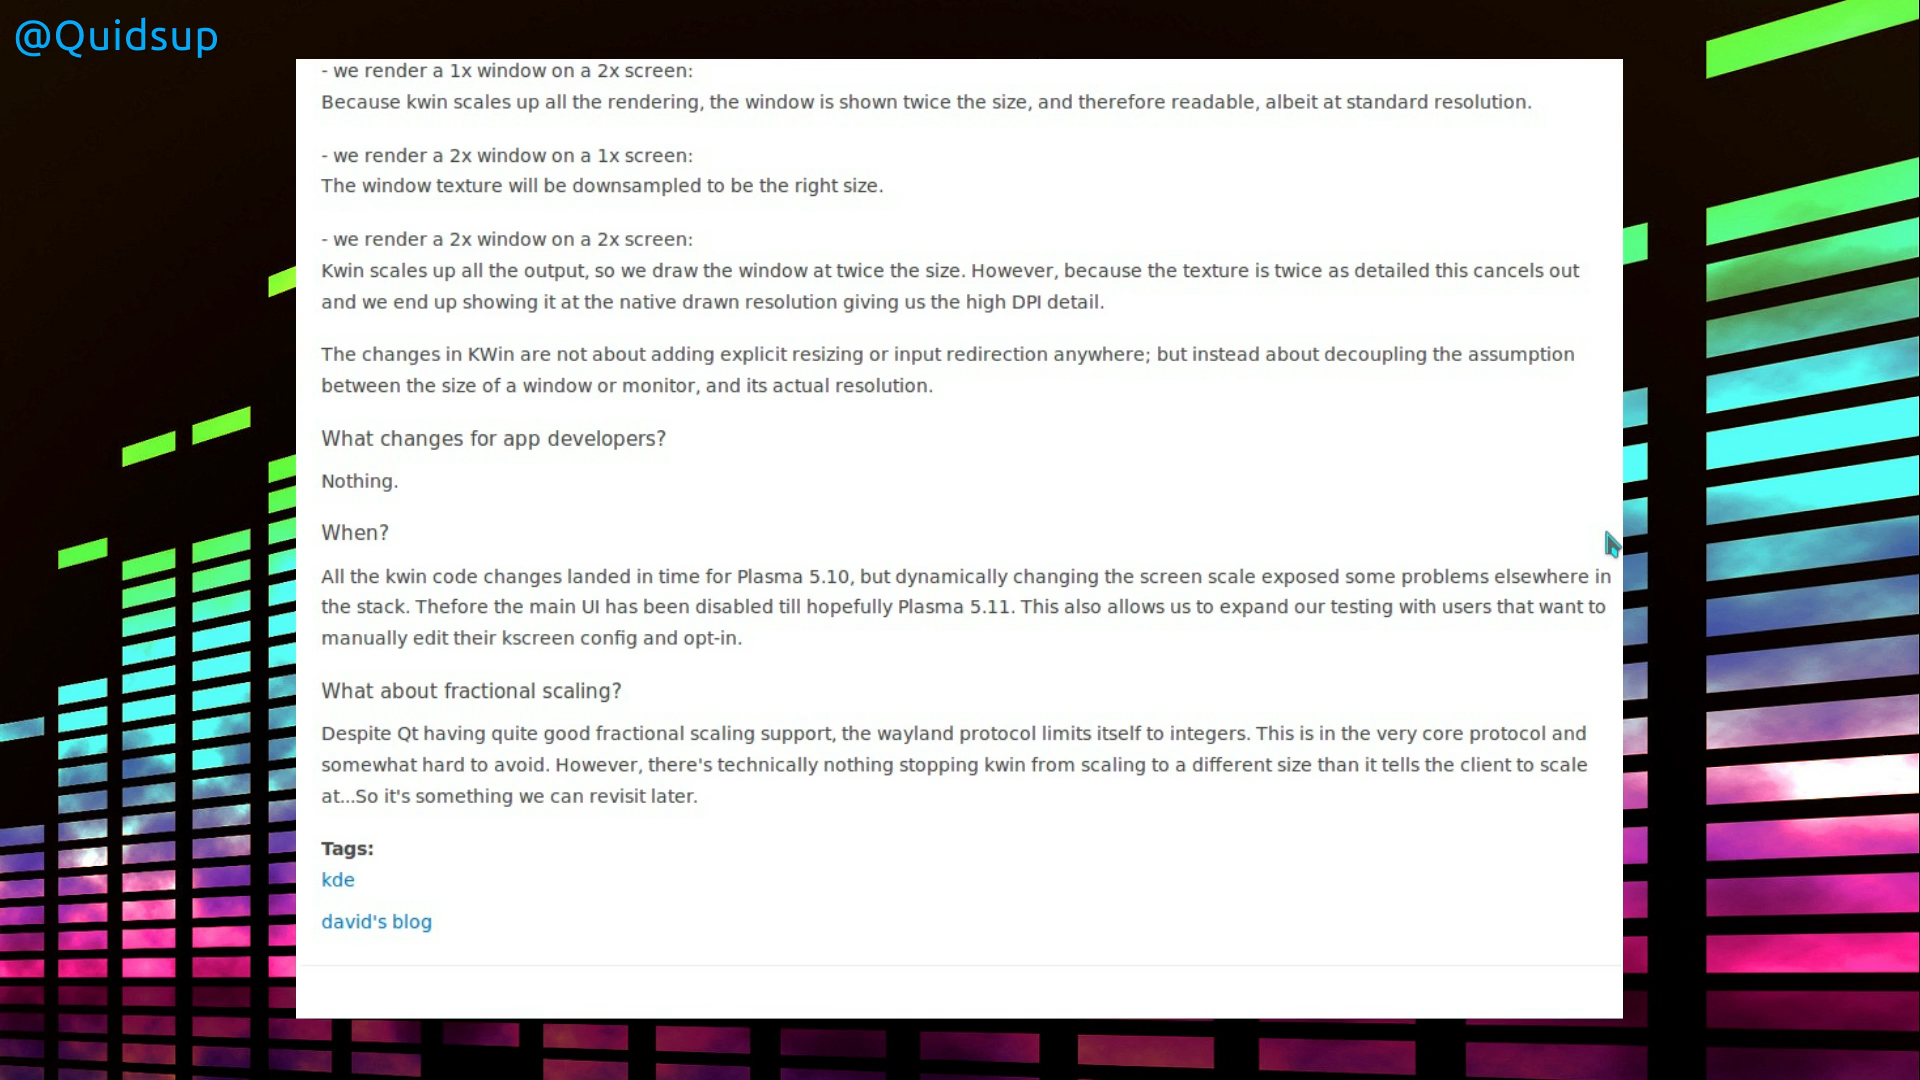 @Quidsup
- we render a 1x window on a 2x screen:
Because kwin scales up all the rendering, the window is shown twice the size, and therefore readable, albeit at standard resolution.
- we render a 2x window on a 1x screen:
The window texture will be downsampled to be the right size.
- we render a 2x window on a 2x screen:
Kwin scales up all the output, so we draw the window at twice the size. However, because the texture is twice as detailed this cancels out
and we end up showing it at the native drawn resolution giving us the high DPI detail.
The changes in KWin are not about adding explicit resizing or input redirection anywhere; but instead about decoupling the assumption
between the size of a window or monitor, and its actual resolution.
What changes for app developers?
Nothing.
When?
All the kwin code changes landed in time for Plasma 5.10, but dynamically changing the screen scale exposed some problems elsewhere in
the stack. Thefore the main UI has been disabled till hopefully Plasma 5.11. This also allows us to expand our testing with users that want to
manually edit their kscreen config and opt-in.
What about fractional scaling?
Despite Qt having quite good fractional scaling support, the wayland protocol limits itself to integers. This is in the very core protocol and
somewhat hard to avoid. However, there's technically nothing stopping kwin from scaling to a different size than it tells the client to scale
at...So it's something we can revisit later.
Tags:
kde
david's blog